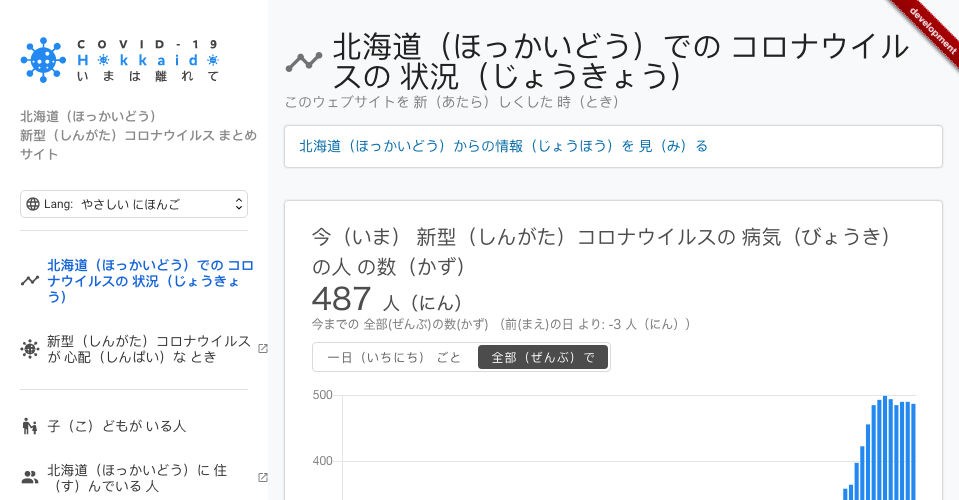 COVID-19
Hokkaido
いまは離れて
北海道（ほっかいどう）
新型（しんがた）コロナウイルス まとめ
サイト
Lang: やさしい にほんご
北海道（ほっかいどう）での コロ
ナウイルスの 状況（じょうきょ
う）
新型（しんがた）コロナウイルス
が 心配（しんぱい）な とき
子（こ）どもが いる人
北海道（ほっかいどう）に 住
（す）んでいる 人
development
北海道（ほっかいどう）での コロナウイル
スの 状況（じょうきょう）
このウェブサイトを 新（あたら）しくした 時（とき）
北海道（ほっかいどう）からの情報（じょうほう）を 見（み）る
今（いま） 新型（しんがた）コロナウイルスの 病気（びょうき）
の人 の数（かず）
487 人（にん）
今までの 全部(ぜんぶ)の数(かず) （前(まえ)の日 より: -3 人（にん））
一日（いちにち） ごと
全部（ぜんぶ）で
500
400